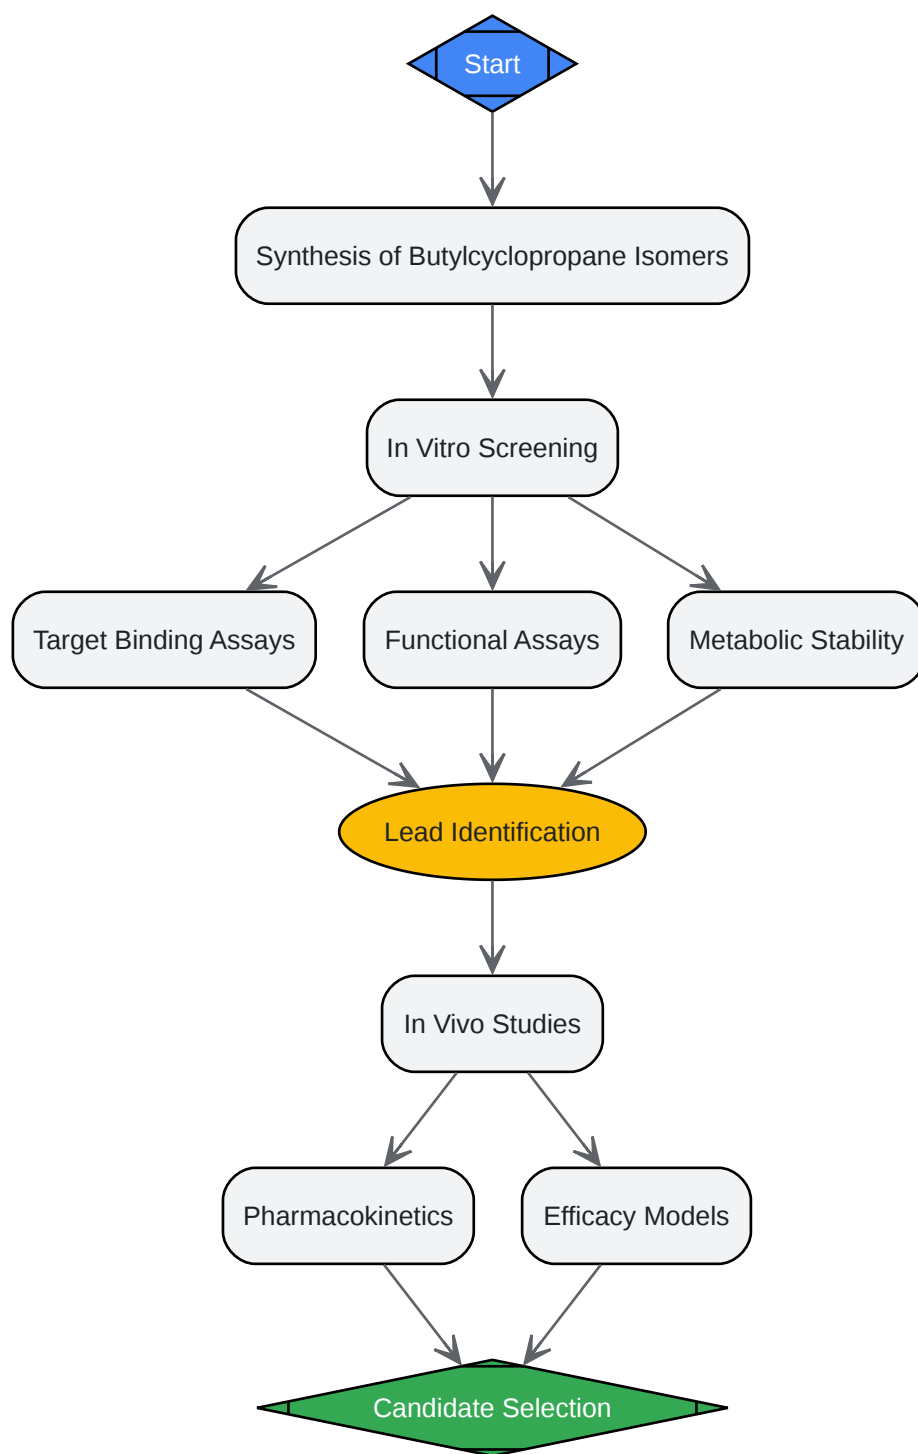 Start
Synthesis of Butylcyclopropane Isomers
In Vitro Screening
Target Binding Assays
Functional Assays
Metabolic Stability
Lead Identification
In Vivo Studies
Pharmacokinetics
Efficacy Models
Candidate Selection